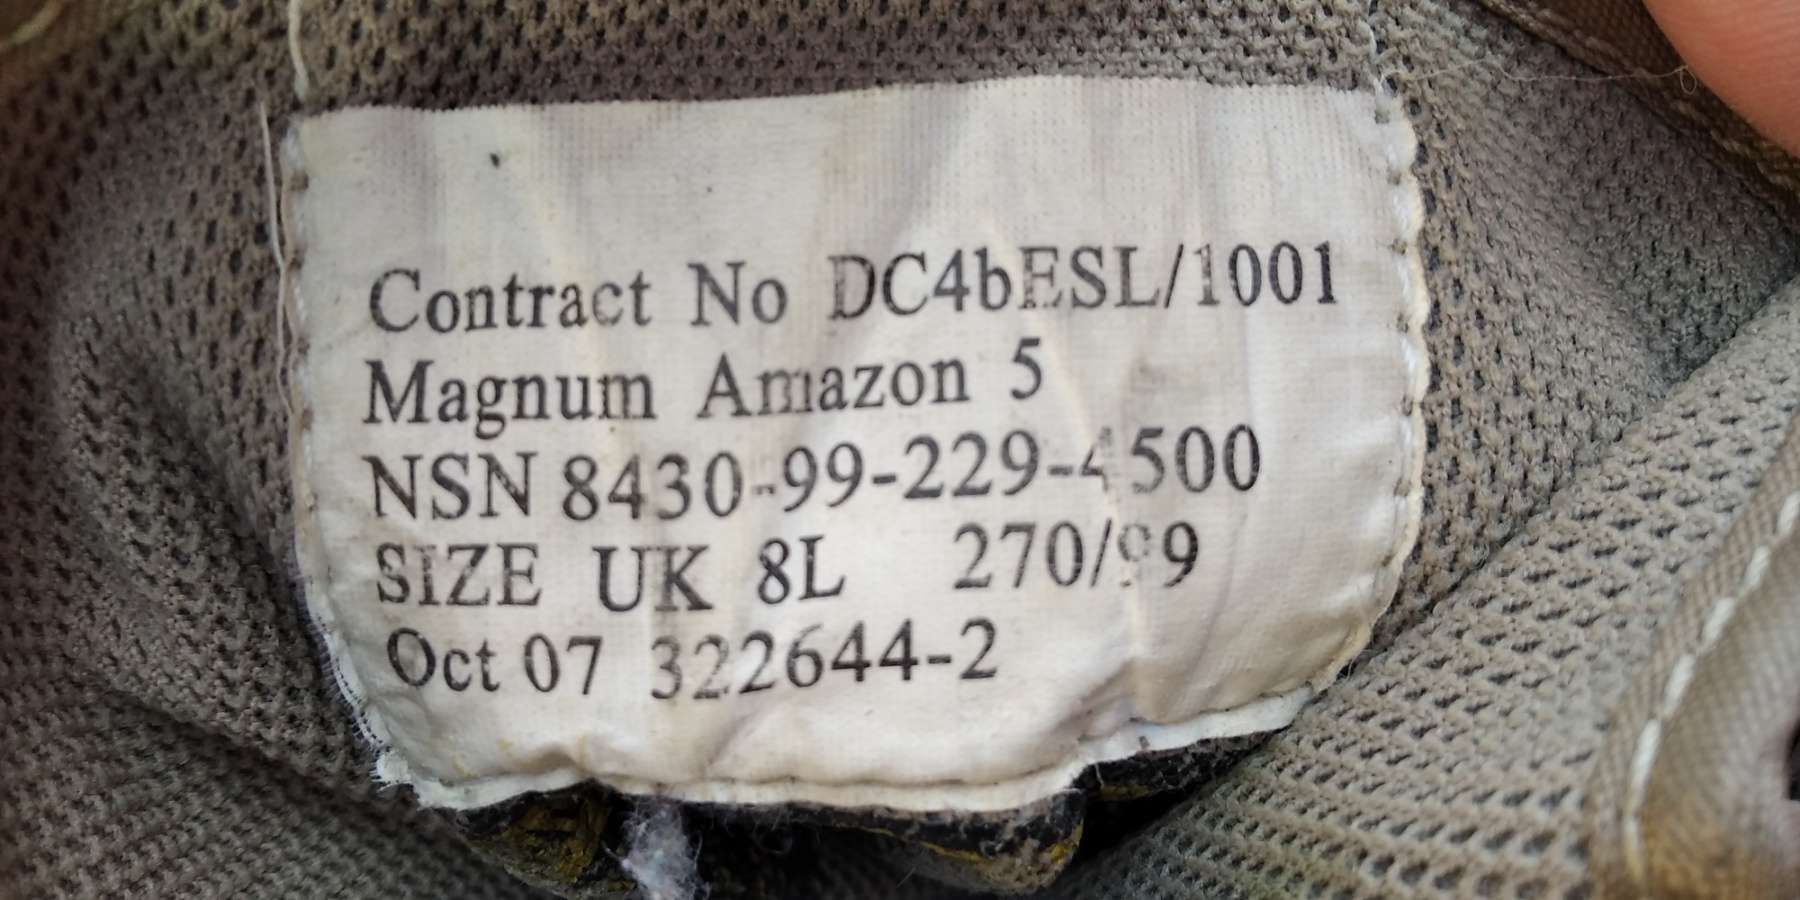 Contract No DC4bESL/1001
Magnum Amazon 5
NSN 8430-99-229-4500
SIZE UK 8L 270/99
Oct 07 322644-2